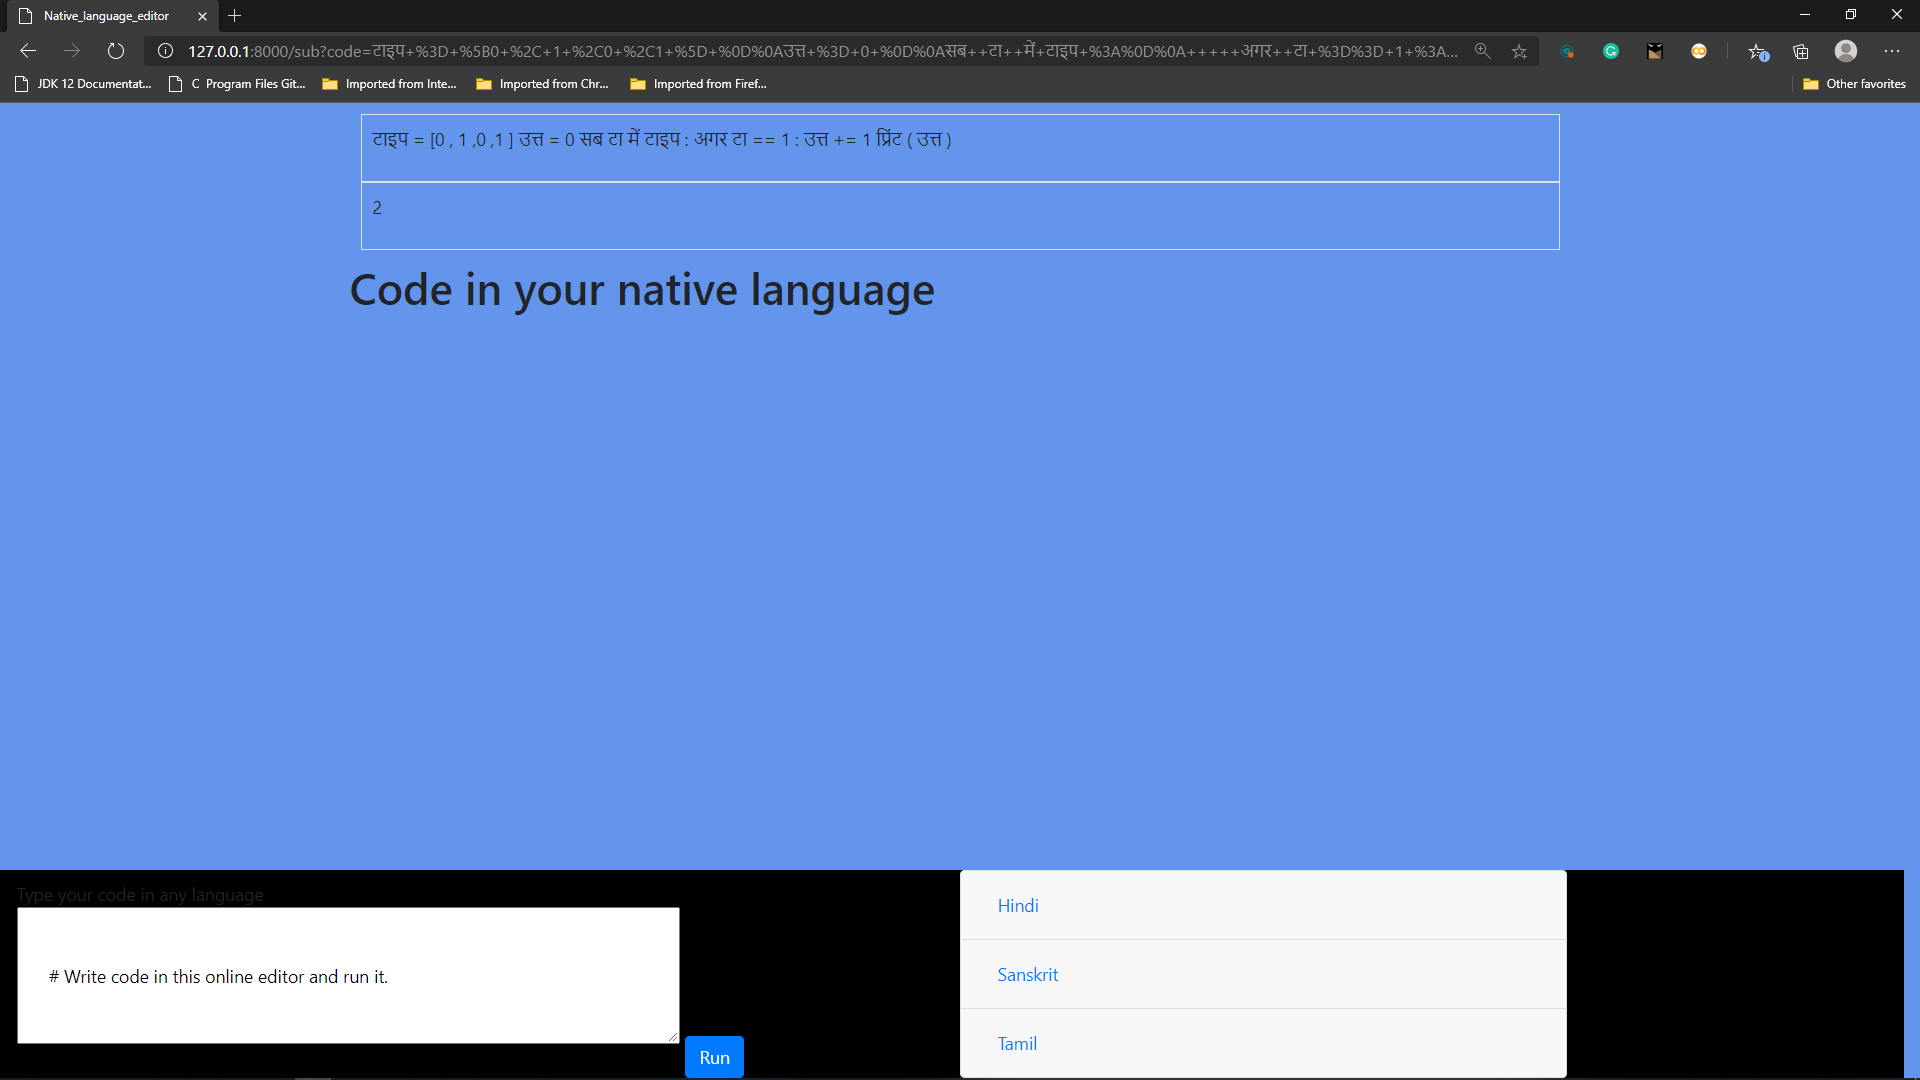 Native_language_editor
127.0.0.1:8000/sub?code=टाइप+%3D+%5B0+%2C+1+%2C0+%2C1+%5D+%0D%0Aउत्त+%3D+0+%0D%0Aसब++टा++में+टाइप+%3A%0D%0A+++++अगर++टा+%3D%3D+1+%3A...
JDK 12 Documentat... C Program Files Git... Imported from Inte... Imported from Chr... Imported from Firef... Other favorites
टाइप = [0 , 1 ,0 ,1 ] उत्त = 0 सब टा में टाइप : अगर टा == 1 : उत्त += 1 प्रिंट ( उत्त )
2
Code in your native language
Type your code in any language
# Write code in this online editor and run it.
Run
Hindi
Sanskrit
Tamil